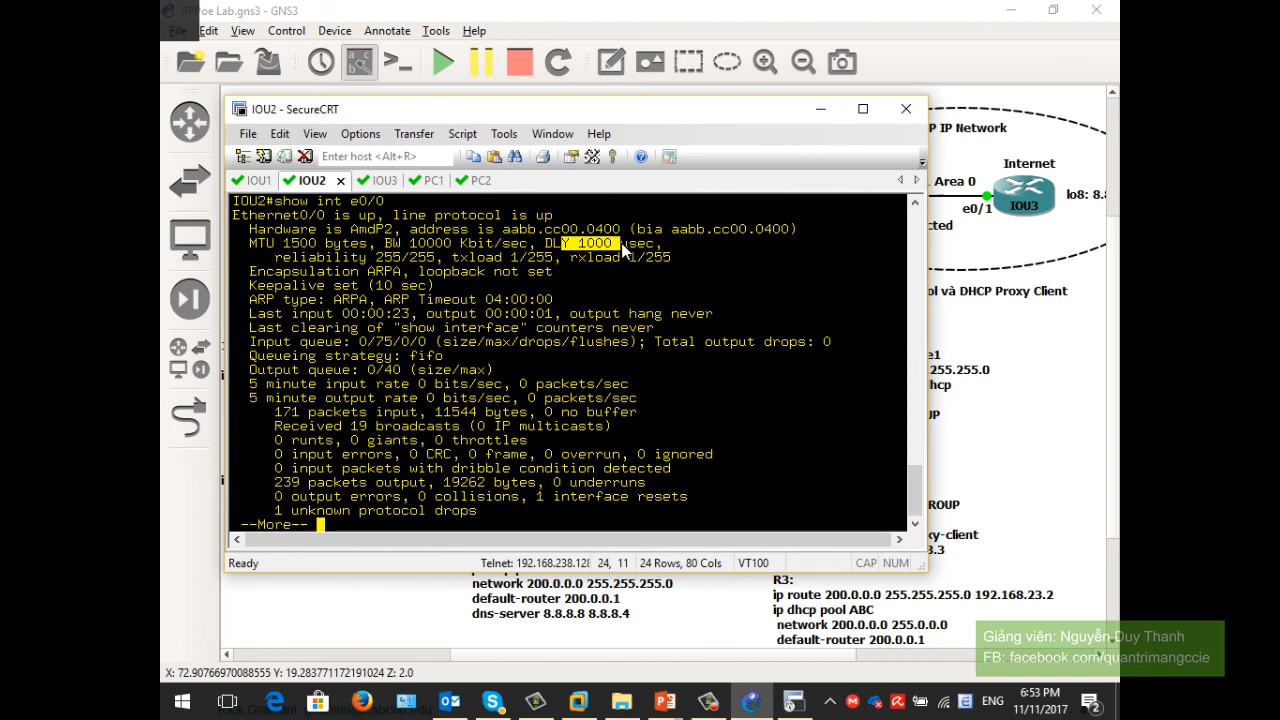 PPPoe Lab.gns3 - GNS3
File Edit View Control Device Annotate Tools Help
IOU2 - SecureCRT
File Edit View Options Transfer Script Tools Window Help
Enter host <Alt+R>
IOU1 IOU2 IOU3 PC1 PC2
IOU2#show int e0/0
Ethernet0/0 is up, line protocol is up
Hardware is AmdP2, address is aabb.cc00.0400 (bia aabb.cc00.0400)
MTU 1500 bytes, BW 10000 Kbit/sec, DLY 1000 usec,
reliability 255/255, txload 1/255, rxload 1/255
Encapsulation ARPA, loopback not set
Keepalive set (10 sec)
ARP type: ARPA, ARP Timeout 04:00:00
Last input 00:00:23, output 00:00:01, output hang never
Last clearing of "show interface" counters never
Input queue: 0/75/0/0 (size/max/drops/flushes); Total output drops: 0
Queueing strategy: fifo
Output queue: 0/40 (size/max)
5 minute input rate 0 bits/sec, 0 packets/sec
5 minute output rate 0 bits/sec, 0 packets/sec
171 packets input, 11544 bytes, 0 no buffer
Received 19 broadcasts (0 IP multicasts)
0 runts, 0 giants, 0 throttles
0 input errors, 0 CRC, 0 frame, 0 overrun, 0 ignored
0 input packets with dribble condition detected
239 packets output, 19262 bytes, 0 underruns
0 output errors, 0 collisions, 1 interface resets
1 unknown protocol drops
--More--
Ready Telnet: 192.168.238.128 24, 11 24 Rows, 80 Cols VT100 CAP NUM
P IP Network
Internet
Area 0
lo8: 8.8
e0/1 IOU3
cted
ol và DHCP Proxy Client
e1
255.255.0
dhcp
UP
ROUP
xy-client
3.3
network 200.0.0.0 255.255.255.0
default-router 200.0.0.1
dns-server 8.8.8.8 8.8.8.4
R3:
ip route 200.0.0.0 255.255.255.0 192.168.23.2
ip dhcp pool ABC
network 200.0.0.0 255.0.0.0
default-router 200.0.0.1
Giảng viên: Nguyễn Duy Thanh
FB: facebook.com/quantrimangccie
X: 72.90766970088555 Y: 19.283771172191024 Z: 2.0
ENG
6:53 PM
11/11/2017
2